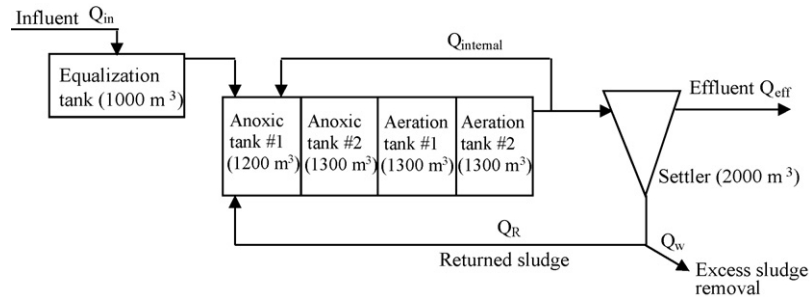 Influent Q_in
Equalization
tank (1000 m³)
Q_internal
Anoxic
tank #1
(1200 m³)
Anoxic
tank #2
(1300 m³)
Aeration
tank #1
(1300 m³)
Aeration
tank #2
(1300 m³)
Effluent Q_eff
Settler (2000 m³)
Q_R
Returned sludge
Q_w
Excess sludge
removal